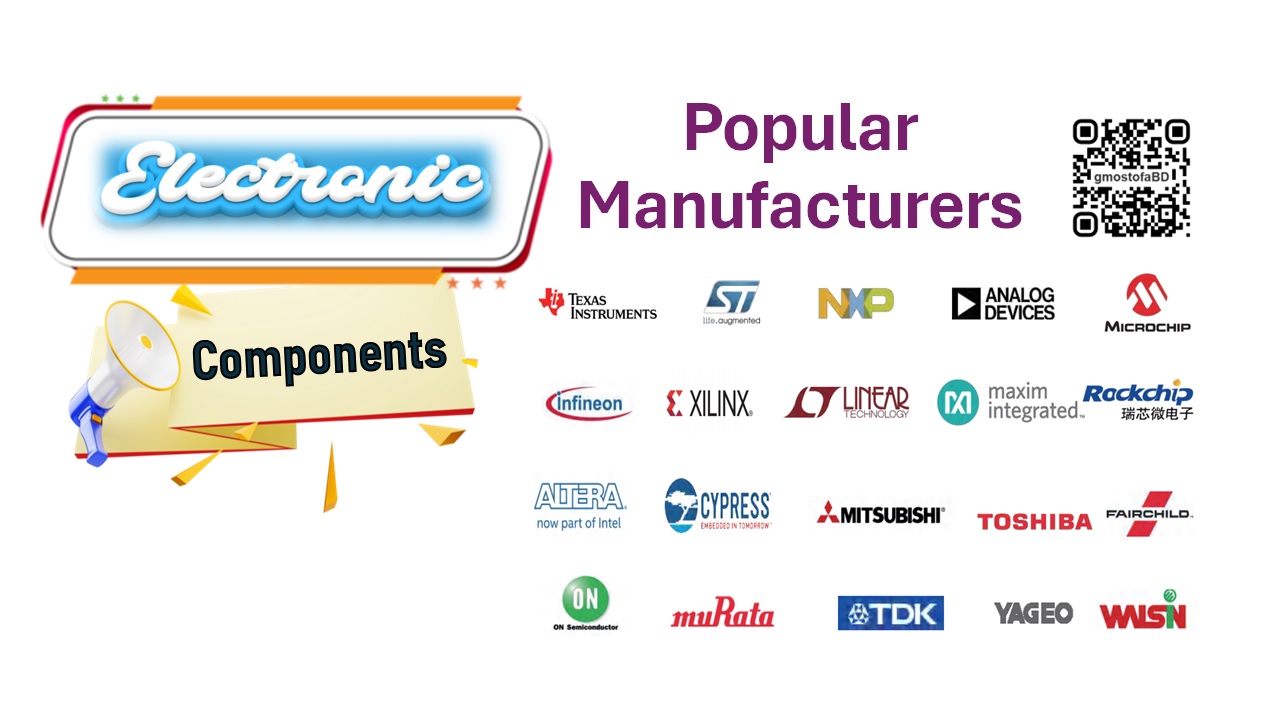 Electronic
Components
Popular
Manufacturers
gmostofaBD
TEXAS
INSTRUMENTS
ST
life.augmented
NXP
ANALOG
DEVICES
MICROCHIP
infineon
XILINX
LINEAR
TECHNOLOGY
maxim
integrated™
Rockchip
瑞芯微电子
ALTERA
now part of Intel
CYPRESS
EMBEDDED IN TOMORROW
MITSUBISHI
TOSHIBA
FAIRCHILD
ON
ON Semiconductor
muRata
TDK
YAGEO
WALSIN